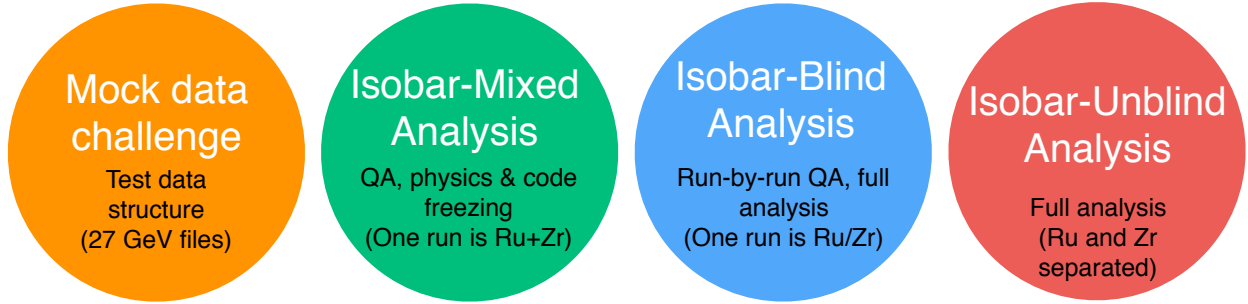 Mock data
challenge
Test data
structure
(27 GeV files)
Isobar-Mixed
Analysis
QA, physics & code
freezing
(One run is Ru+Zr)
Isobar-Blind
Analysis
Run-by-run QA, full
analysis
(One run is Ru/Zr)
Isobar-Unblind
Analysis
Full analysis
(Ru and Zr
separated)